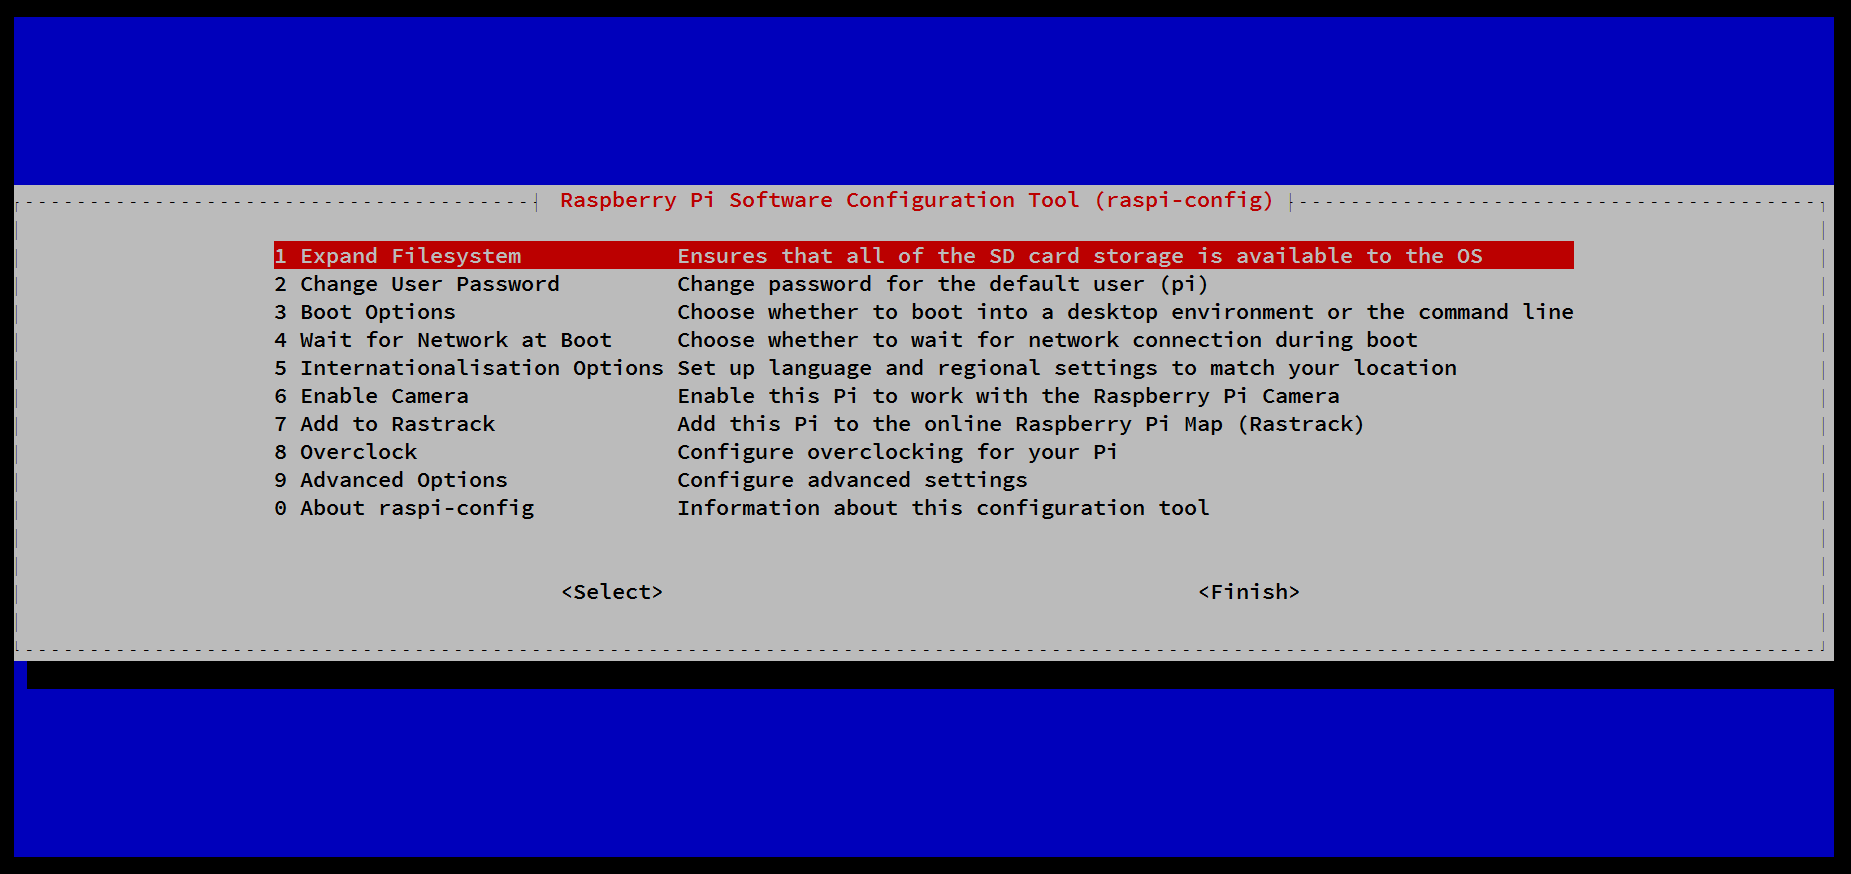 Raspberry Pi Software Configuration Tool (raspi-config)
1 Expand Filesystem Ensures that all of the SD card storage is available to the OS
2 Change User Password Change password for the default user (pi)
3 Boot Options Choose whether to boot into a desktop environment or the command line
4 Wait for Network at Boot Choose whether to wait for network connection during boot
5 Internationalisation Options Set up language and regional settings to match your location
6 Enable Camera Enable this Pi to work with the Raspberry Pi Camera
7 Add to Rastrack Add this Pi to the online Raspberry Pi Map (Rastrack)
8 Overclock Configure overclocking for your Pi
9 Advanced Options Configure advanced settings
0 About raspi-config Information about this configuration tool
<Select> <Finish>